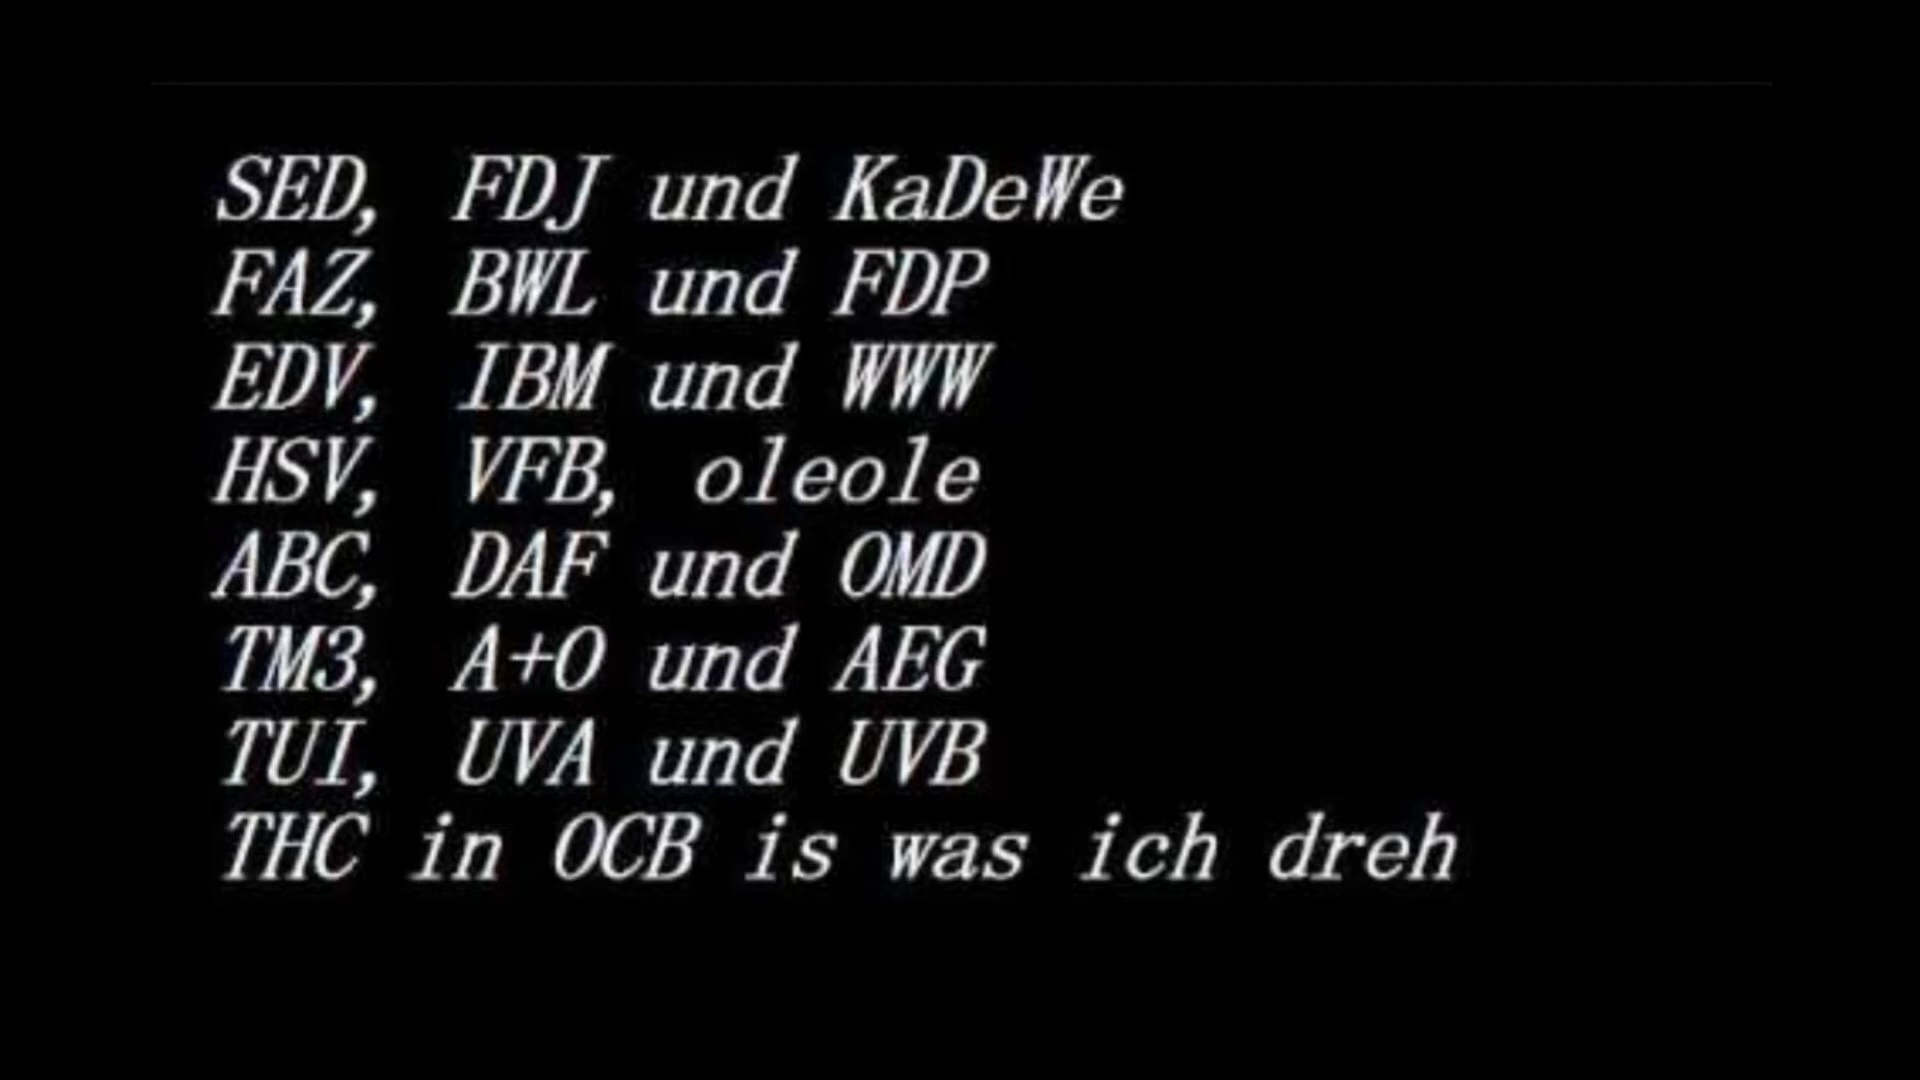 SED, FDJ und KaDeWe
FAZ, BWL und FDP
EDV, IBM und WWW
HSV, VFB, oleole
ABC, DAF und OMD
TM3, A+O und AEG
TUI, UVA und UVB
THC in OCB is was ich dreh